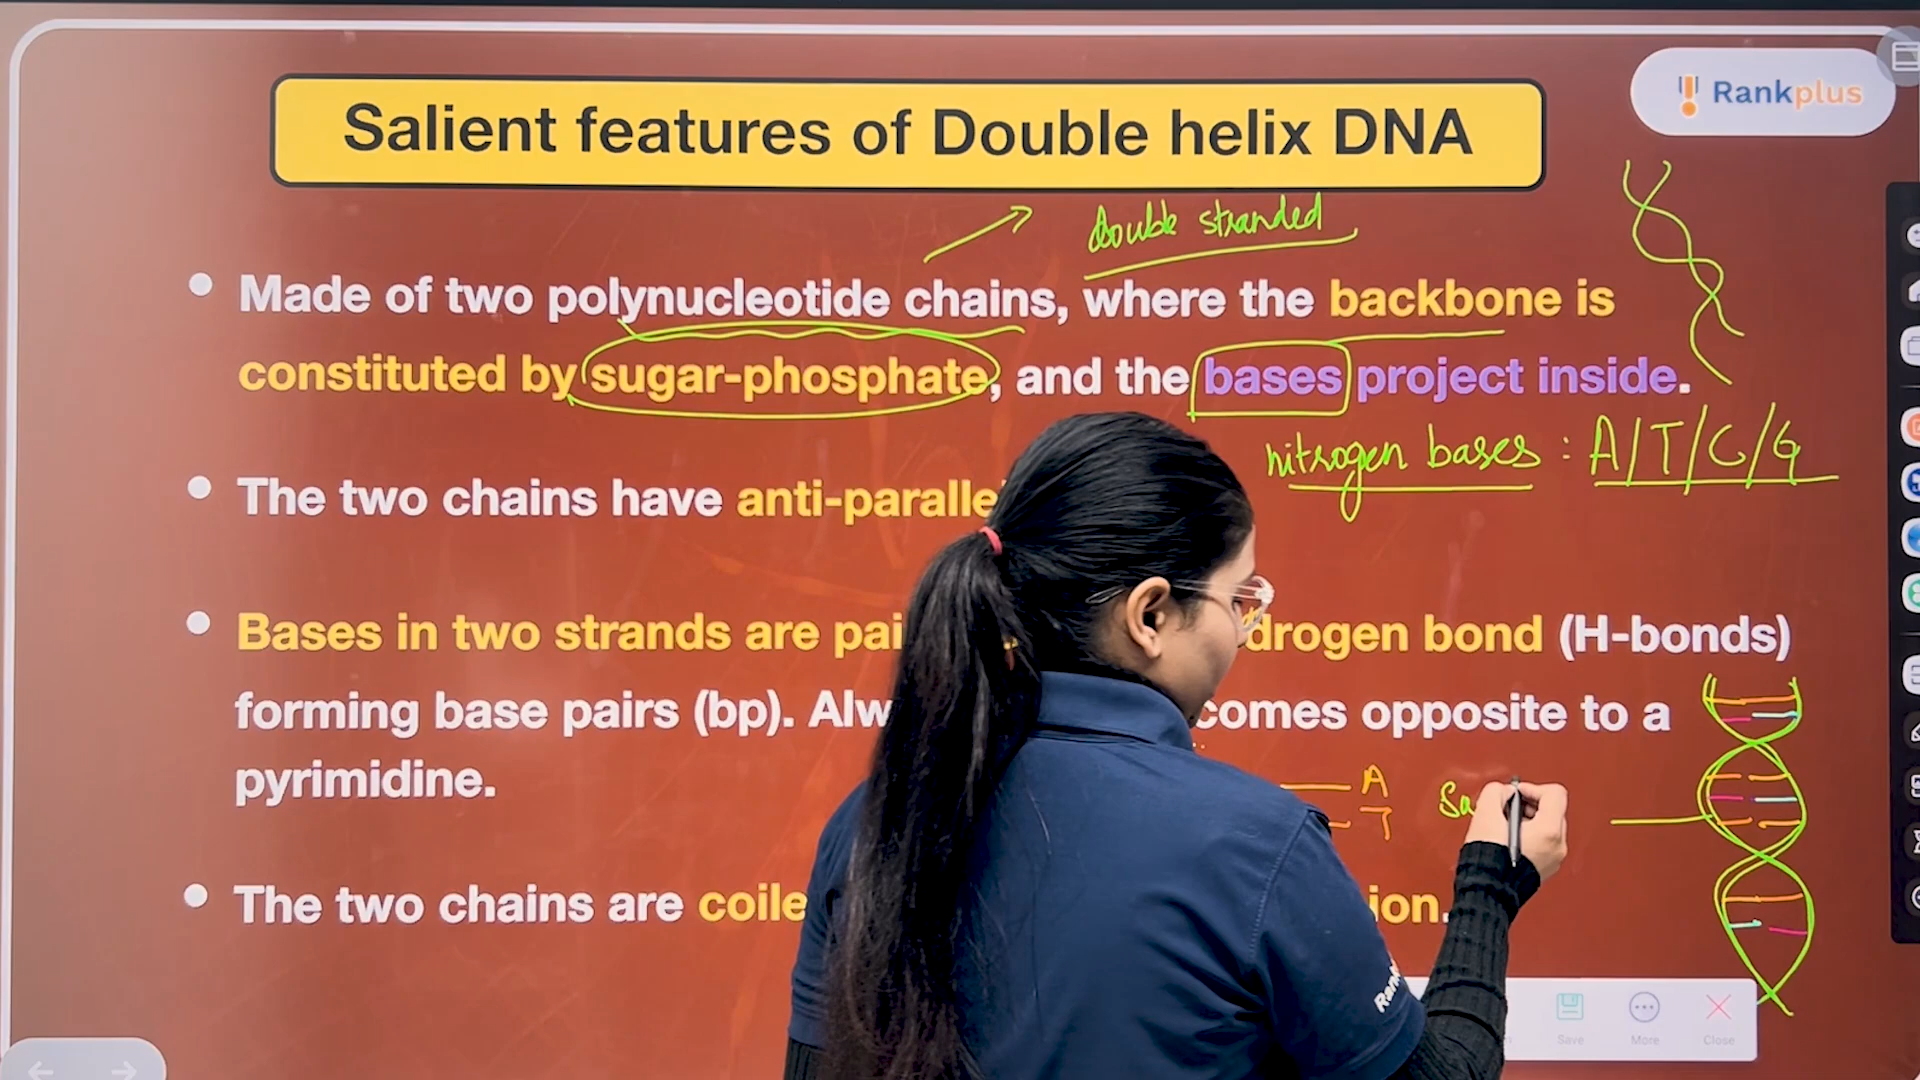 Salient features of Double helix DNA
Rankplus
Double stranded
Made of two polynucleotide chains, where the backbone is
constituted by sugar-phosphate, and the bases project inside.
nitrogen bases : A/T/C/G
The two chains have anti-paralle
Bases in two strands are pai drogen bond (H-bonds)
forming base pairs (bp). Alw comes opposite to a
pyrimidine.
A
T
The two chains are coile ion.
Save
More
Close